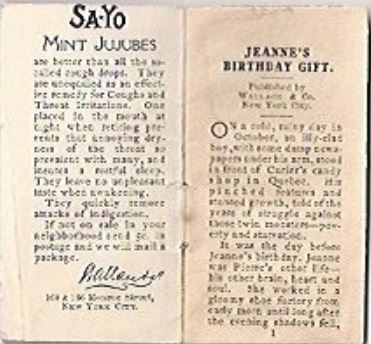 SA-YO
MINT JUJUBES
are better than all the so-
called cough drops. They
are unequaled as an effect-
ive remedy for Coughs and
Throat Irritations. One
placed in the mouth at
night when retiring pre-
vents that annoying dry-
ness of the throat so
prevalent with many, and
insures a restful sleep.
They leave no unpleasant
taste when awakening.
They quickly remove
attacks of indigestion.
If not on sale in your
neighborhood send 5c. in
postage and we will mail a
package.
Street,
NEW YORK CITY.
JEANNE'S
BIRTHDAY GIFT.
Published by
WALLACE & Co.
New York City.
ON a cold, rainy day in
October, an illy-clad
boy, with some damp news-
papers under his arm, stood
in front of Carler's candy
shop in Quebec. His
pinched features and
stunted growth, told of the
years of struggle against
those twin monsters—pov-
erty and starvation.
It was the day before
Jeanne's birthday. Jeanne
was Pierre's other life—
his other brain, heart and
soul. She worked in a
gloomy shoe factory from
early morn until long after
the evening shadows fell,
1